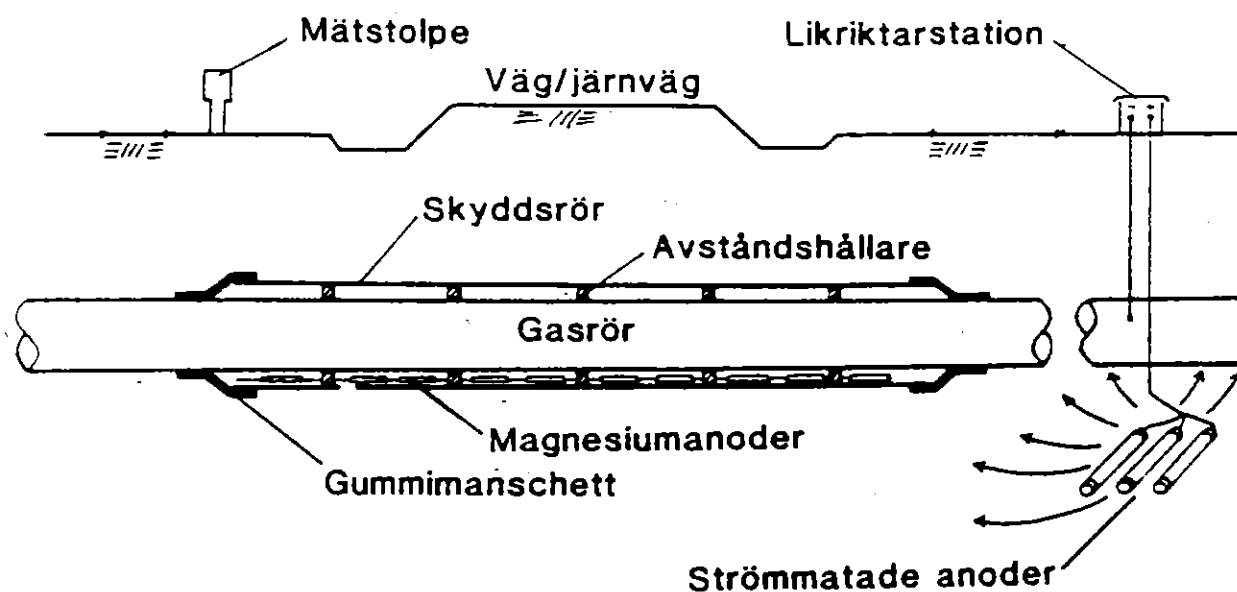 Mätstolpe
Likriktarstation
Väg/järnväg
Skyddsrör
Avståndshållare
Gasrör
Magnesiumanoder
Gummimanschett
Strömmatade anoder